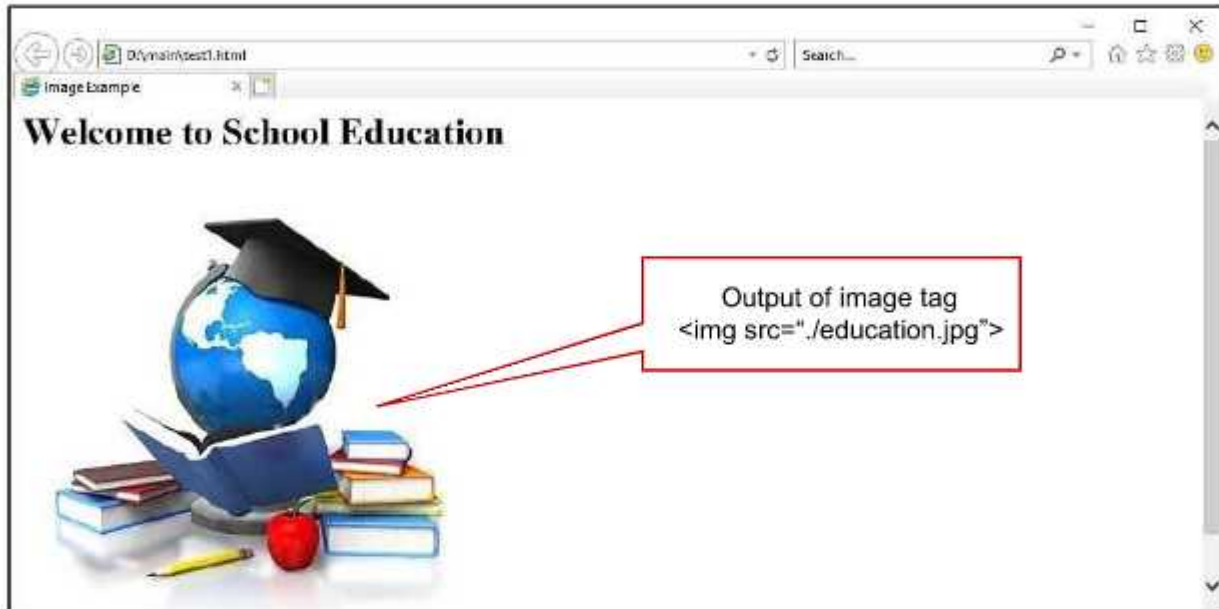 D:\main\test1.html
Search...
Image Example
Welcome to School Education
Output of image tag
<img src=“./education.jpg”>